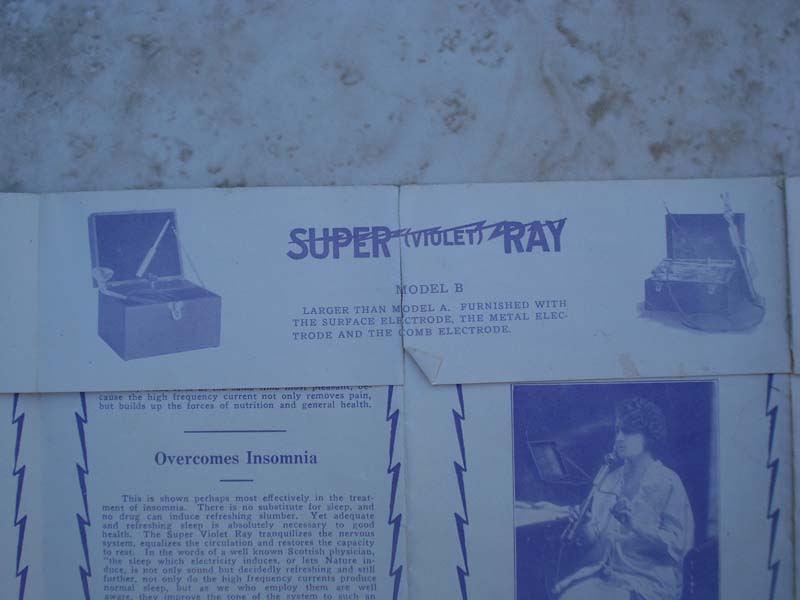 SUPER (VIOLET) RAY
MODEL B
LARGER THAN MODEL A. FURNISHED WITH
THE SURFACE ELECTRODE, THE METAL ELEC-
TRODE AND THE COMB ELECTRODE.
cause the high frequency current not only removes pain,
but builds up the forces of nutrition and general health.
Overcomes Insomnia
This is shown perhaps most effectively in the treat-
ment of insomnia. There is no substitute for sleep, and
no drug can induce refreshing slumber. Yet adequate
and refreshing sleep is absolutely necessary to good
health. The Super Violet Ray tranquilizes the nervous
system, equalizes the circulation and restores the capacity
to rest. In the words of a well known Scottish physician,
"the sleep which electricity induces, or lets Nature in-
duce, is not only sound but decidedly refreshing and still
further, not only do the high frequency currents produce
normal sleep, but as we who employ them are well
aware, they improve the tone of the system to such an